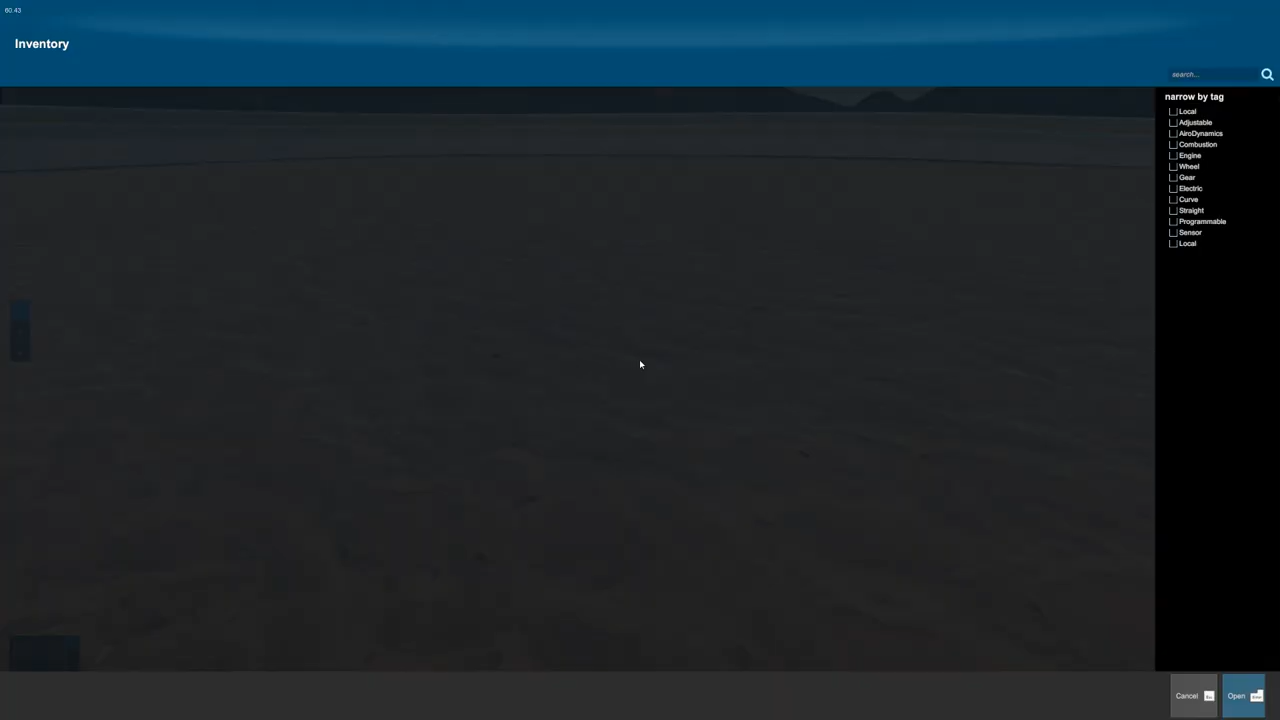 60.43
Inventory
search...
narrow by tag
Local
Adjustable
AiroDynamics
Combustion
Engine
Wheel
Gear
Electric
Curve
Straight
Programmable
Sensor
Local
Cancel
Open